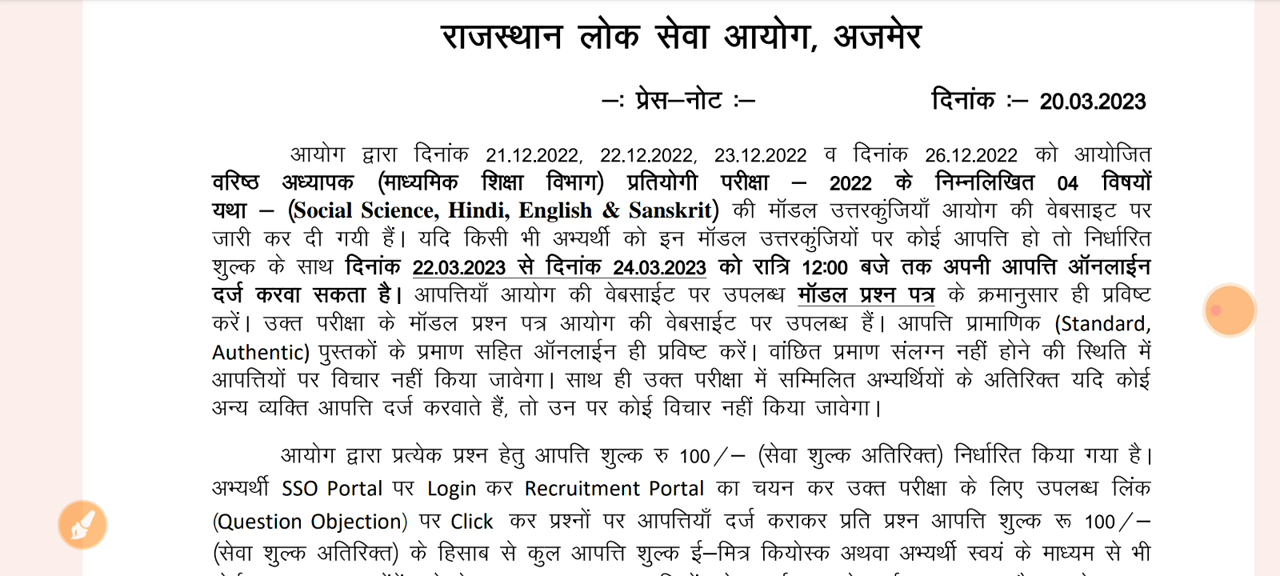 राजस्थान लोक सेवा आयोग, अजमेर
–: प्रेस–नोट :– दिनांक :– 20.03.2023
आयोग द्वारा दिनांक 21.12.2022, 22.12.2022, 23.12.2022 व दिनांक 26.12.2022 को आयोजित
वरिष्ठ अध्यापक (माध्यमिक शिक्षा विभाग) प्रतियोगी परीक्षा – 2022 के निम्नलिखित 04 विषयों
यथा – (Social Science, Hindi, English & Sanskrit) की मॉडल उत्तरकुंजियाँ आयोग की वेबसाइट पर
जारी कर दी गयी हैं। यदि किसी भी अभ्यर्थी को इन मॉडल उत्तरकुंजियों पर कोई आपत्ति हो तो निर्धारित
शुल्क के साथ दिनांक 22.03.2023 से दिनांक 24.03.2023 को रात्रि 12:00 बजे तक अपनी आपत्ति ऑनलाईन
दर्ज करवा सकता है। आपत्तियाँ आयोग की वेबसाईट पर उपलब्ध मॉडल प्रश्न पत्र के क्रमानुसार ही प्रविष्ट
करें। उक्त परीक्षा के मॉडल प्रश्न पत्र आयोग की वेबसाईट पर उपलब्ध हैं। आपत्ति प्रामाणिक (Standard,
Authentic) पुस्तकों के प्रमाण सहित ऑनलाईन ही प्रविष्ट करें। वांछित प्रमाण संलग्न नहीं होने की स्थिति में
आपत्तियों पर विचार नहीं किया जावेगा। साथ ही उक्त परीक्षा में सम्मिलित अभ्यर्थियों के अतिरिक्त यदि कोई
अन्य व्यक्ति आपत्ति दर्ज करवाते हैं, तो उन पर कोई विचार नहीं किया जावेगा।
आयोग द्वारा प्रत्येक प्रश्न हेतु आपत्ति शुल्क रु 100/– (सेवा शुल्क अतिरिक्त) निर्धारित किया गया है।
अभ्यर्थी SSO Portal पर Login कर Recruitment Portal का चयन कर उक्त परीक्षा के लिए उपलब्ध लिंक
(Question Objection) पर Click कर प्रश्नों पर आपत्तियाँ दर्ज कराकर प्रति प्रश्न आपत्ति शुल्क रू 100/–
(सेवा शुल्क अतिरिक्त) के हिसाब से कुल आपत्ति शुल्क ई–मित्र कियोस्क अथवा अभ्यर्थी स्वयं के माध्यम से भी